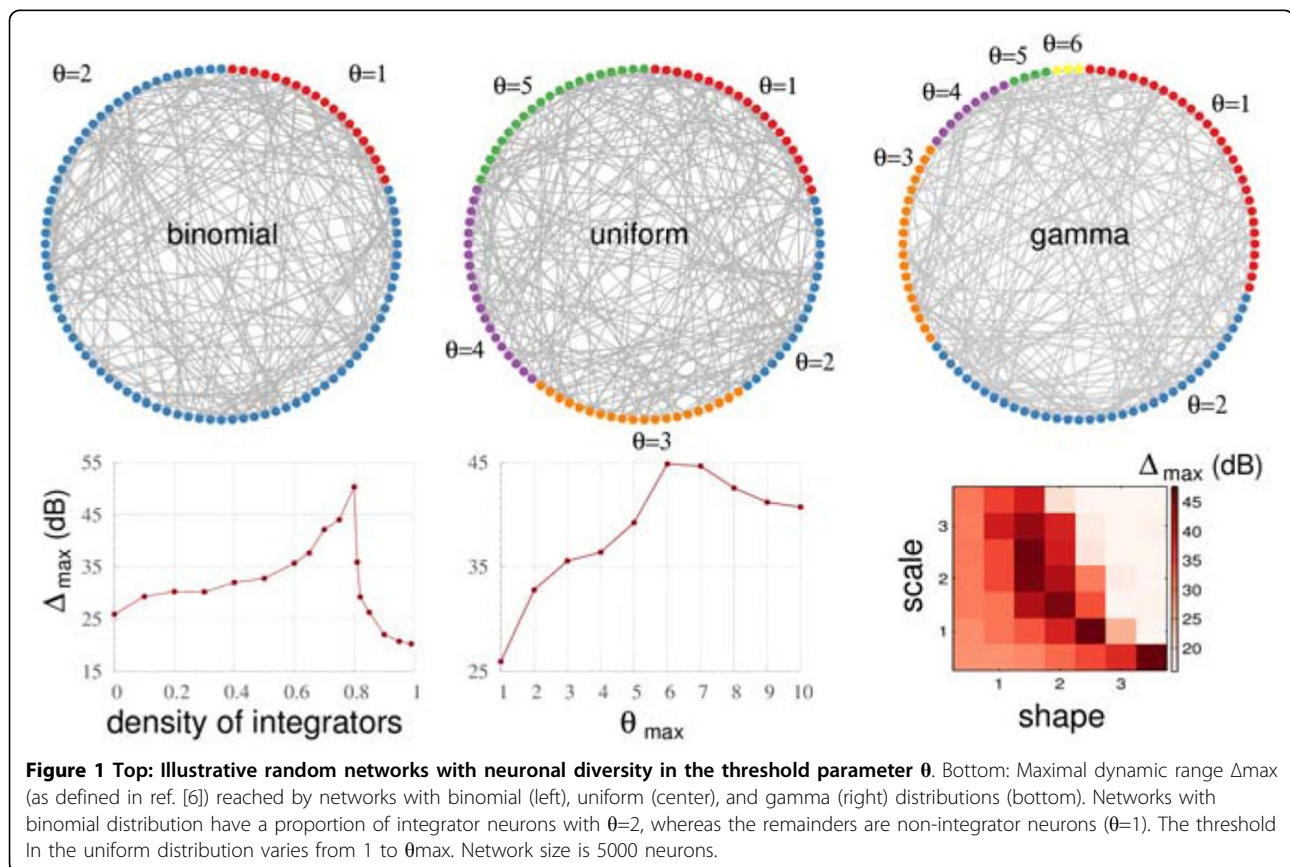 θ=2
θ=1
binomial
θ=5
θ=1
uniform
θ=4
θ=2
θ=3
θ=5
θ=6
θ=4
θ=1
θ=3
gamma
θ=2
55
45
35
25
15
Δmax (dB)
0 0.2 0.4 0.6 0.8 1
density of integrators
45
35
25
1 2 3 4 5 6 7 8 9 10
θmax
Δmax (dB)
45
40
35
30
25
20
3
2
1
scale
1 2 3
shape
Figure 1 Top: Illustrative random networks with neuronal diversity in the threshold parameter θ. Bottom: Maximal dynamic range Δmax
(as defined in ref. [6]) reached by networks with binomial (left), uniform (center), and gamma (right) distributions (bottom). Networks with
binomial distribution have a proportion of integrator neurons with θ=2, whereas the remainders are non-integrator neurons (θ=1). The threshold
In the uniform distribution varies from 1 to θmax. Network size is 5000 neurons.